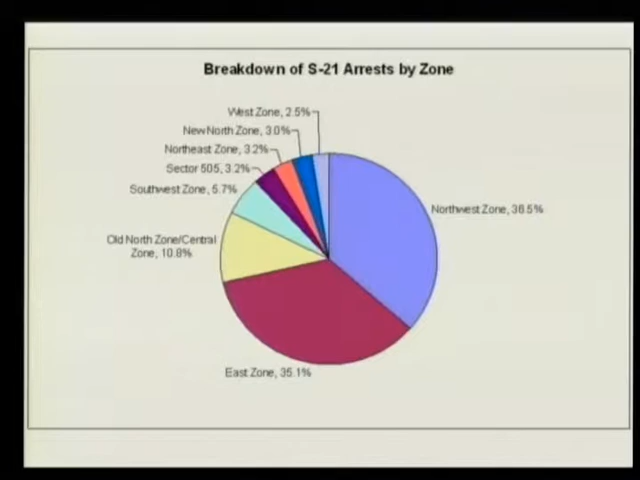 Breakdown of S-21 Arrests by Zone
West Zone, 2.5%
New North Zone, 3.0%
Northeast Zone, 3.2%
Sector 505, 3.2%
Southwest Zone, 5.7%
Northwest Zone, 36.5%
Old North Zone/Central
Zone, 10.8%
East Zone, 35.1%